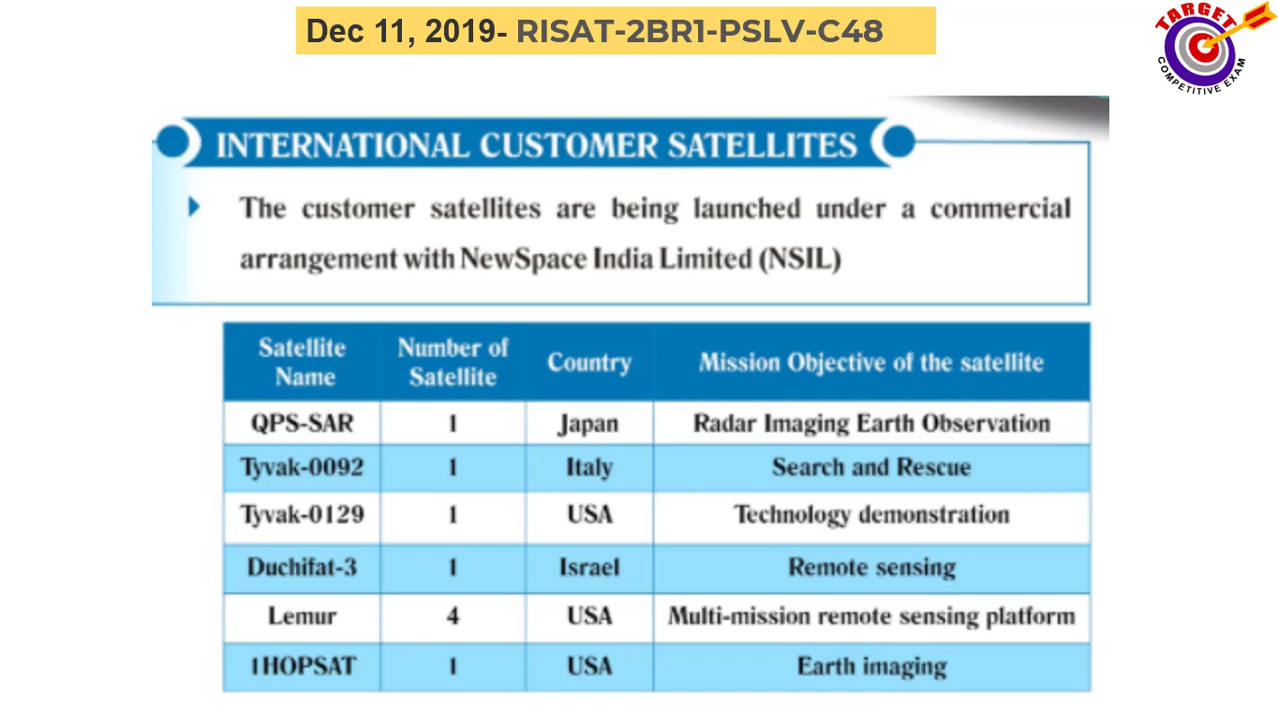 Dec 11, 2019- RISAT-2BR1-PSLV-C48
TARGET
COMPETITIVE EXAM
INTERNATIONAL CUSTOMER SATELLITES
The customer satellites are being launched under a commercial
arrangement with NewSpace India Limited (NSIL)
Satellite Name Number of Satellite Country Mission Objective of the satellite
QPS-SAR 1 Japan Radar Imaging Earth Observation
Tyvak-0092 1 Italy Search and Rescue
Tyvak-0129 1 USA Technology demonstration
Duchifat-3 1 Israel Remote sensing
Lemur 4 USA Multi-mission remote sensing platform
1HOPSAT 1 USA Earth imaging